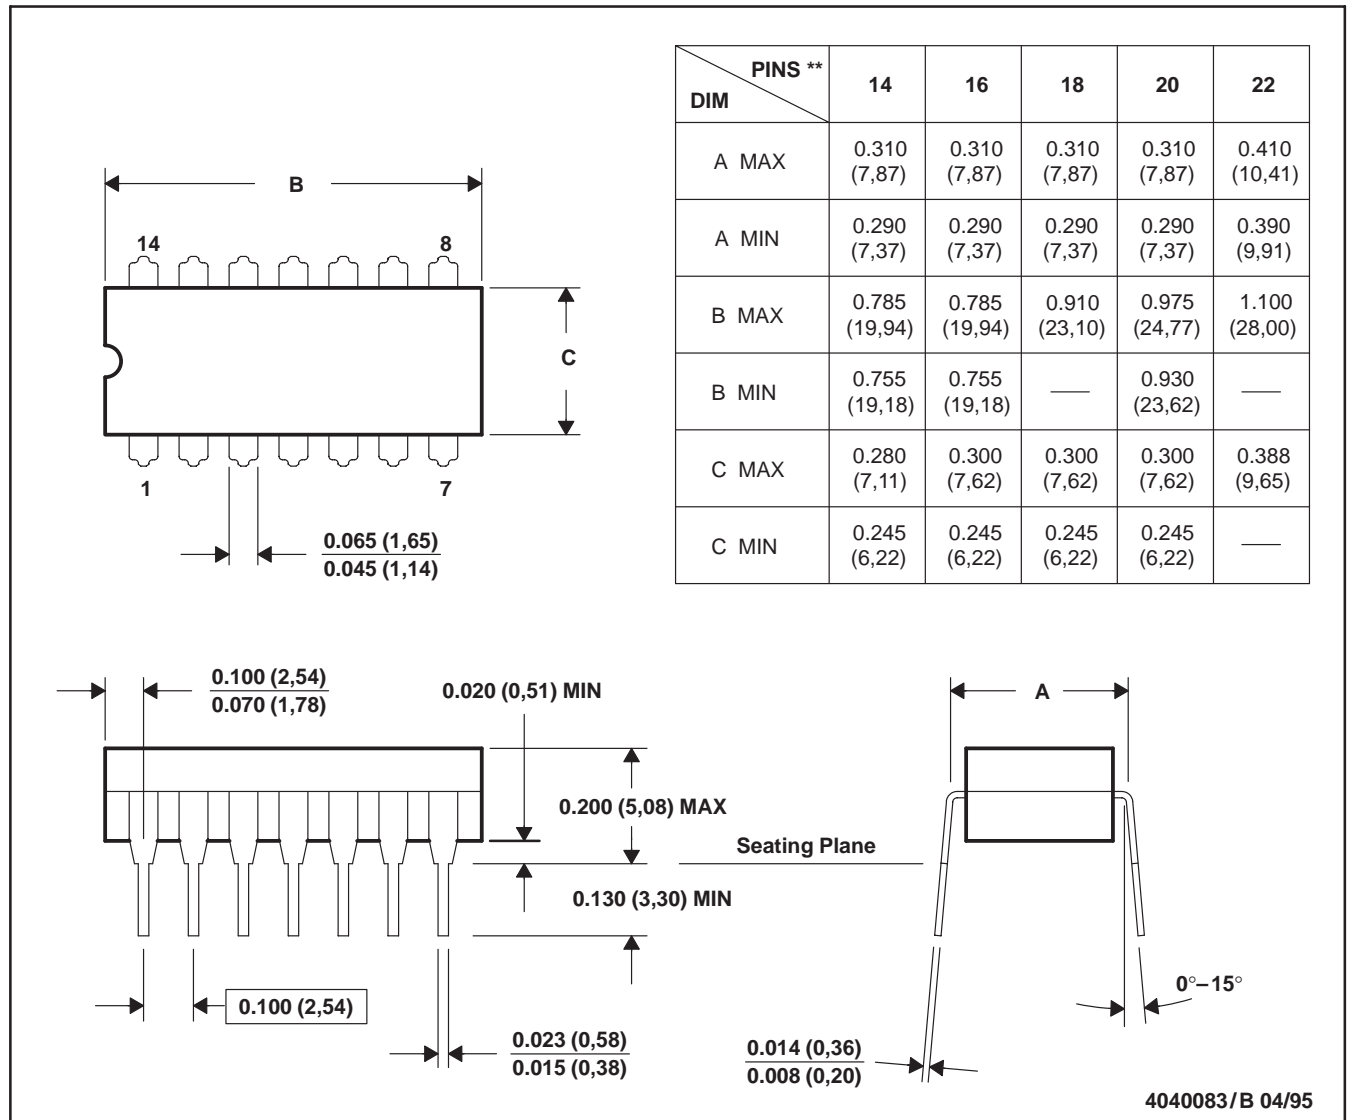 PINS **
DIM
14 16 18 20 22
A MAX
0.310 0.310 0.310 0.310 0.410
(7,87) (7,87) (7,87) (7,87) (10,41)
A MIN
0.290 0.290 0.290 0.290 0.390
(7,37) (7,37) (7,37) (7,37) (9,91)
B MAX
0.785 0.785 0.910 0.975 1.100
(19,94) (19,94) (23,10) (24,77) (28,00)
B MIN
0.755 0.755 — 0.930 —
(19,18) (19,18) (23,62)
C MAX
0.280 0.300 0.300 0.300 0.388
(7,11) (7,62) (7,62) (7,62) (9,65)
C MIN
0.245 0.245 0.245 0.245 —
(6,22) (6,22) (6,22) (6,22)
B
14 8
C
1 7
0.065 (1,65)
0.045 (1,14)
0.100 (2,54)
0.070 (1,78)
0.020 (0,51) MIN
A
0.200 (5,08) MAX
Seating Plane
0.130 (3,30) MIN
0.100 (2,54)
0.023 (0,58)
0.015 (0,38)
0°–15°
0.014 (0,36)
0.008 (0,20)
4040083/B 04/95